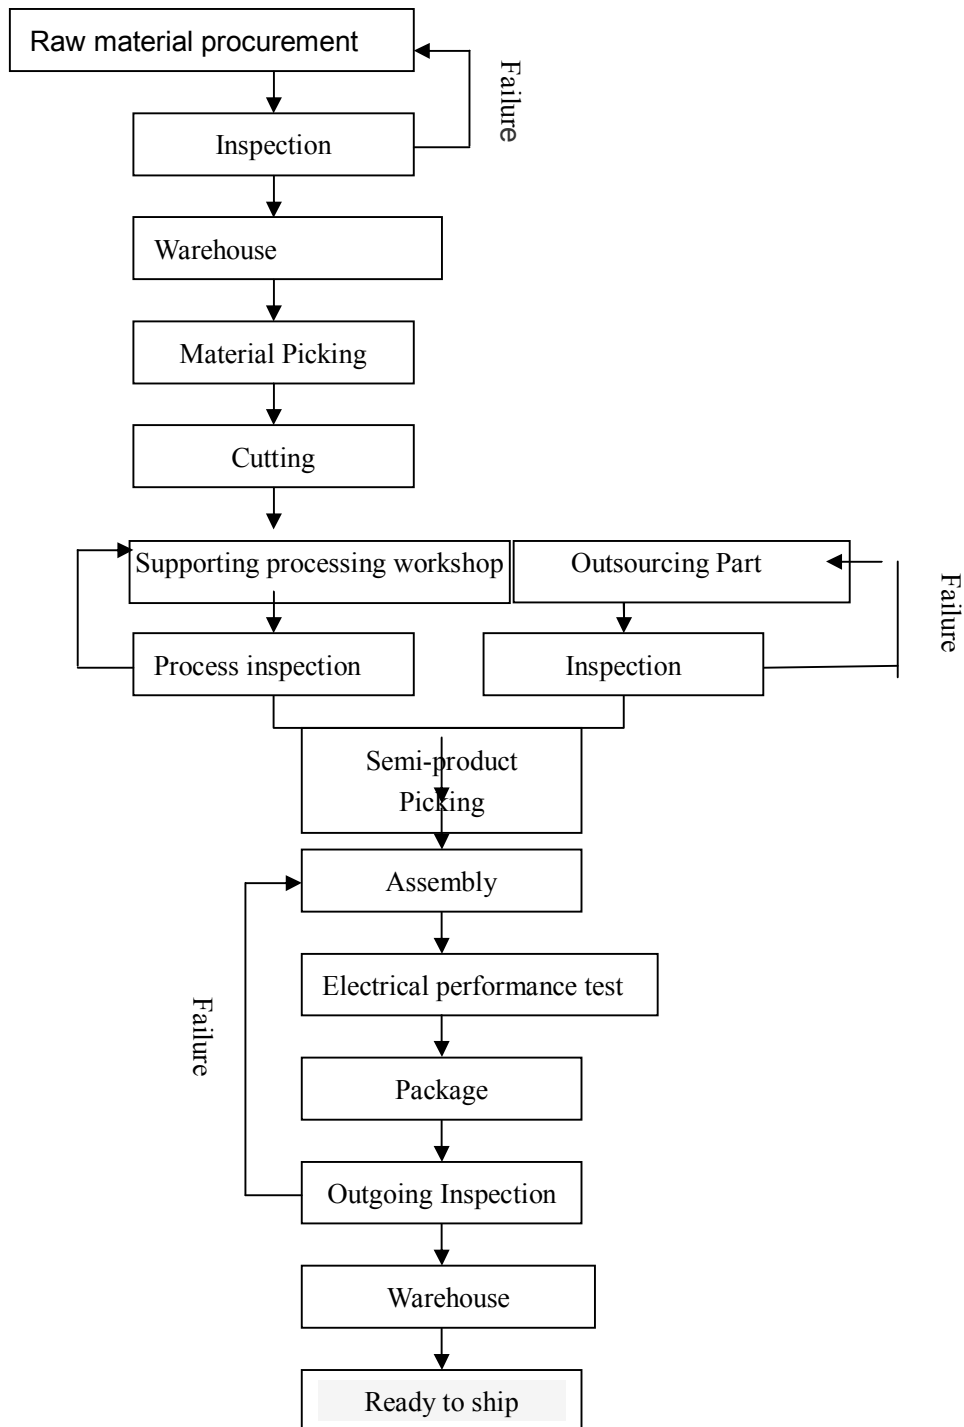 Raw material procurement
Failure
Inspection
Warehouse
Material Picking
Cutting
Supporting processing workshop
Outsourcing Part
Failure
Process inspection
Inspection
Semi-product
Picking
Assembly
Electrical performance test
Failure
Package
Outgoing Inspection
Warehouse
Ready to ship